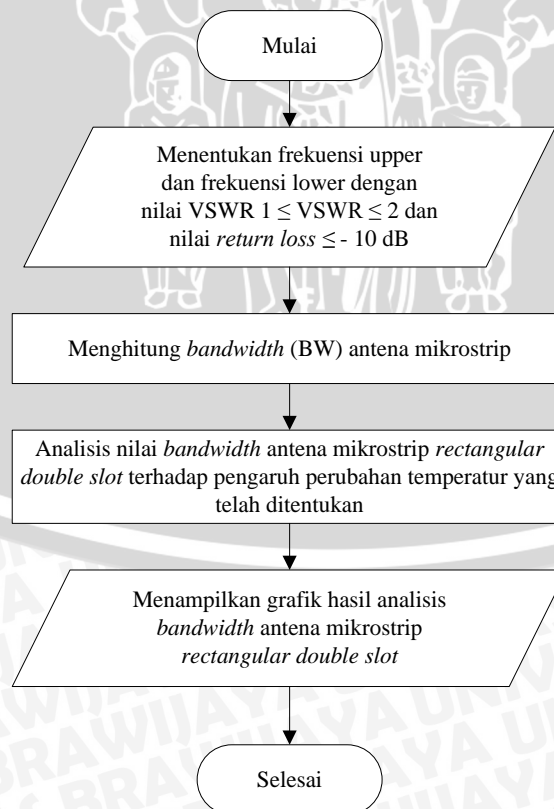 Mulai
Menentukan frekuensi upper
dan frekuensi lower dengan
nilai VSWR 1 ≤ VSWR ≤ 2 dan
nilai return loss ≤ - 10 dB
Menghitung bandwidth (BW) antena mikrostrip
Analisis nilai bandwidth antena mikrostrip rectangular
double slot terhadap pengaruh perubahan temperatur yang
telah ditentukan
Menampilkan grafik hasil analisis
bandwidth antena mikrostrip
rectangular double slot
Selesai